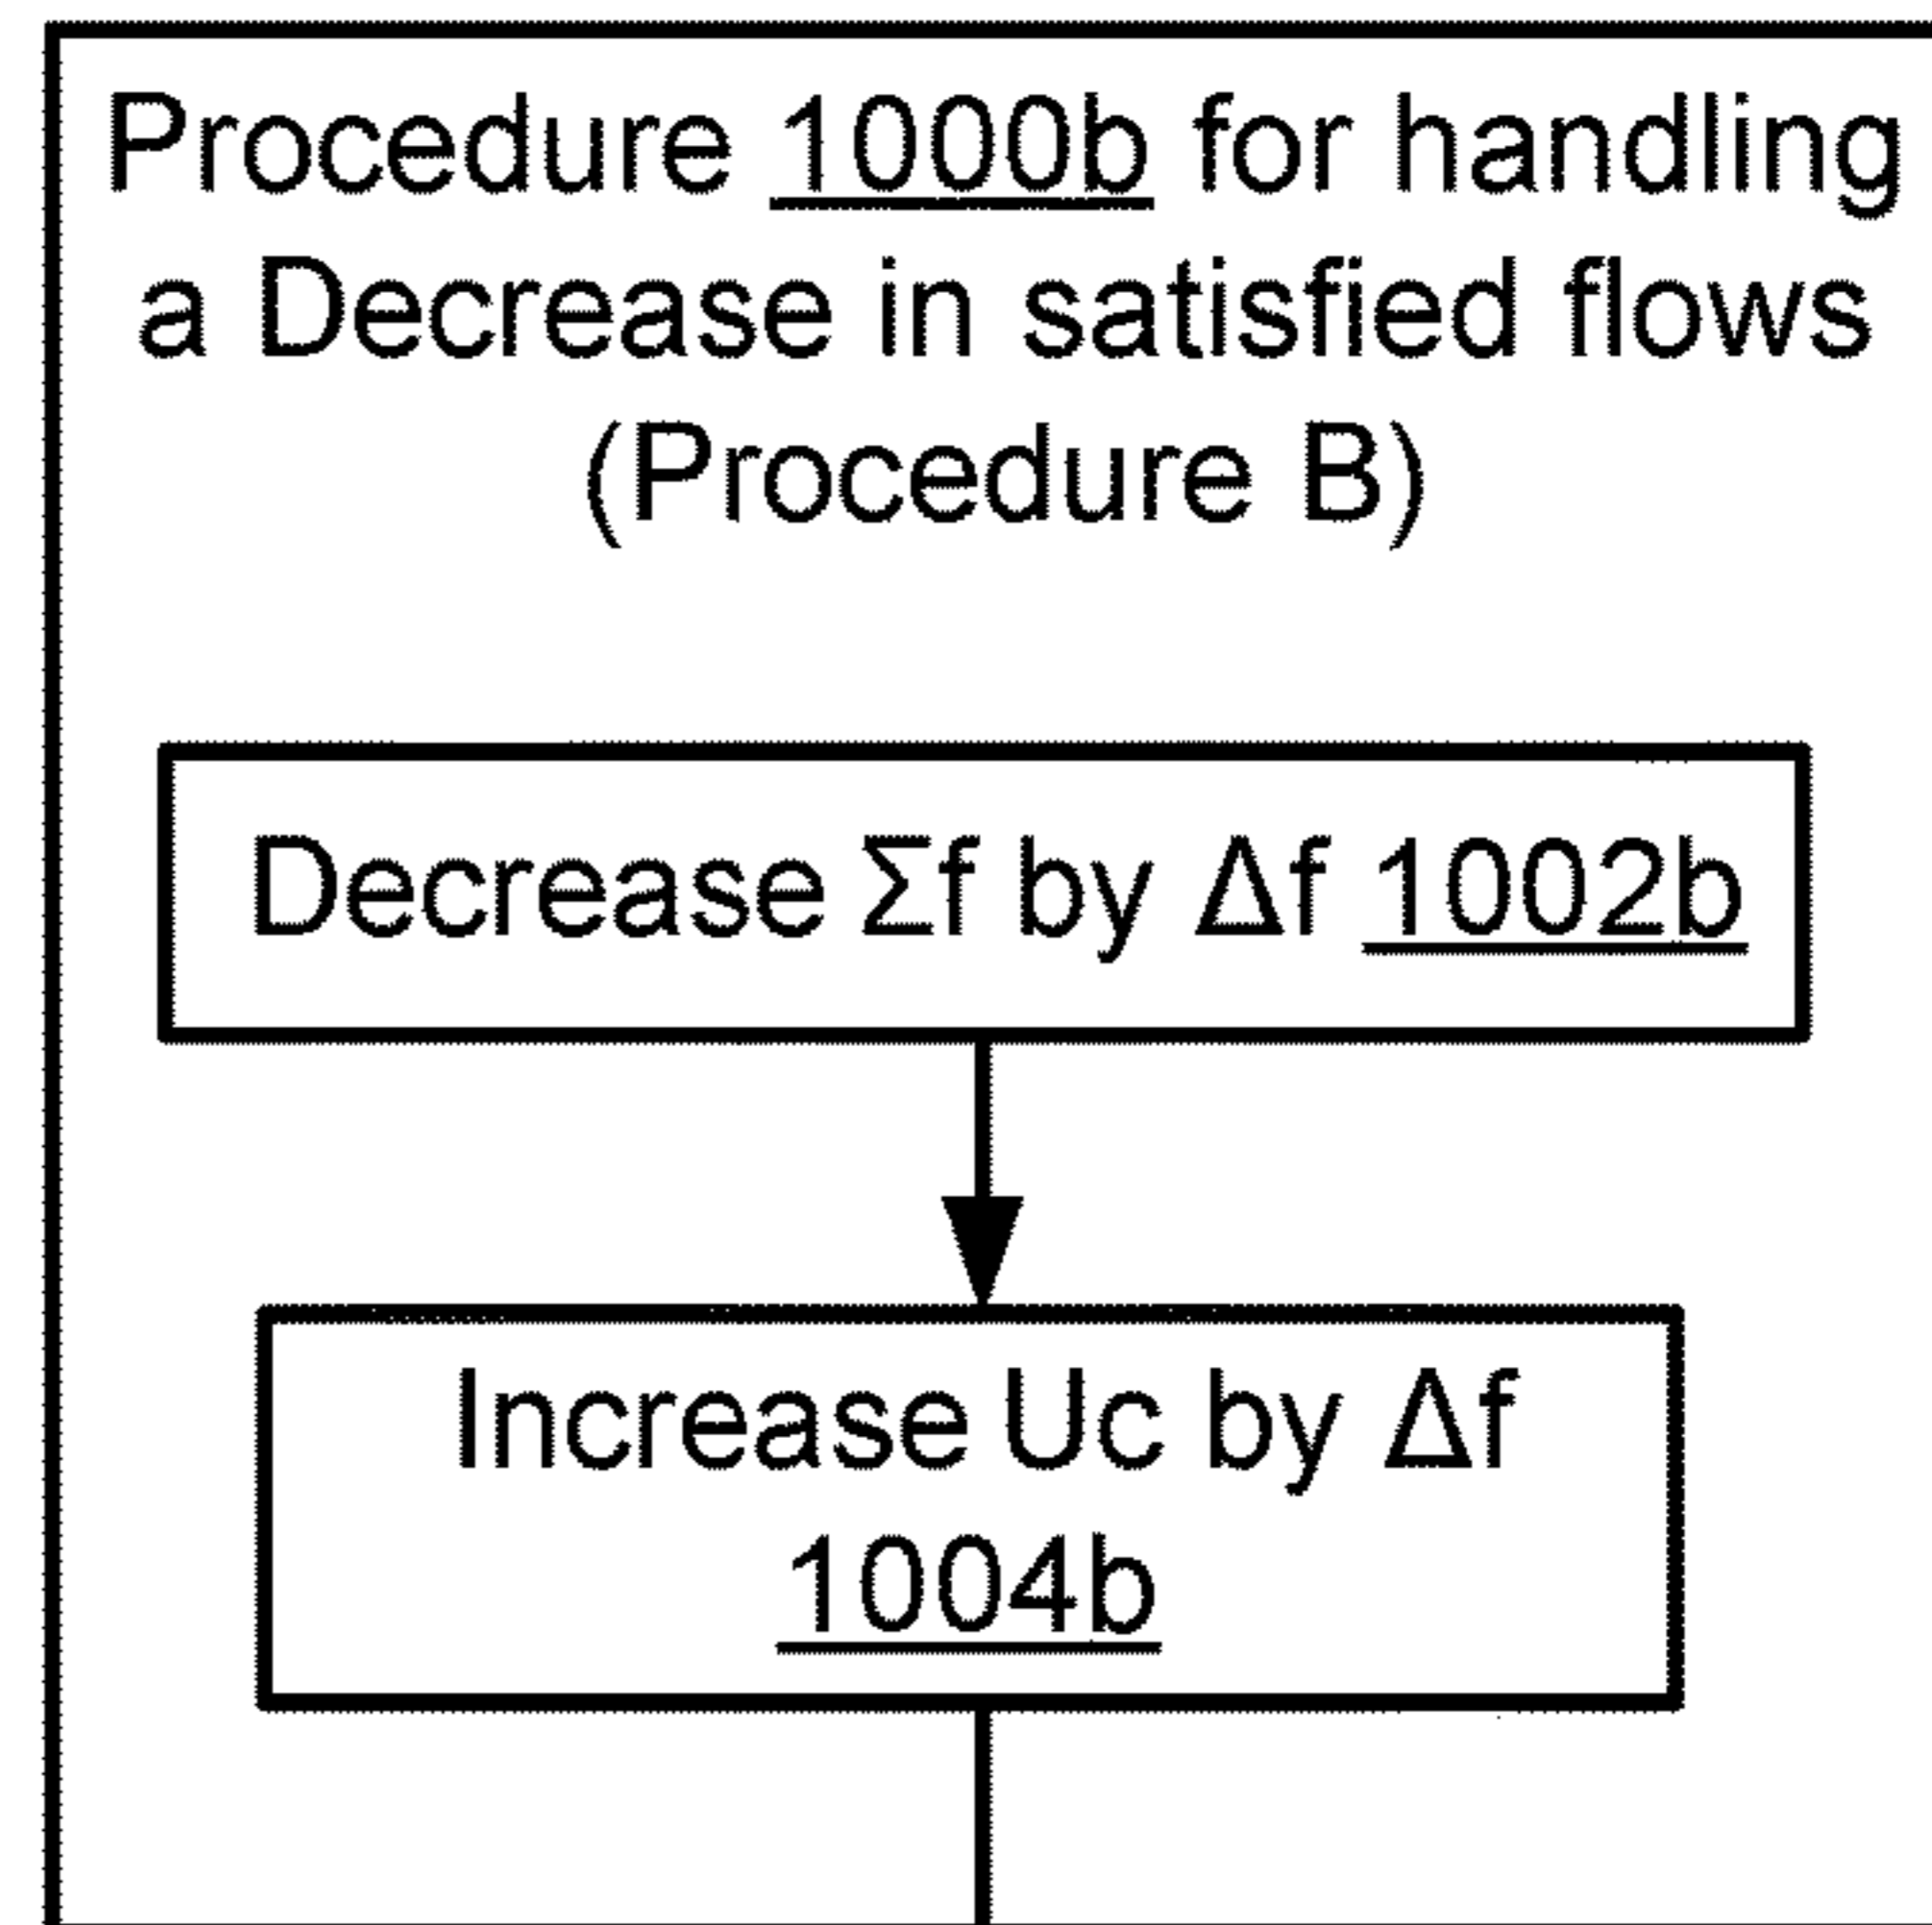 Procedure 1000b for handling
a Decrease in satisfied flows
(Procedure B)
Decrease Σf by Δf 1002b
Increase Uc by Δf
1004b